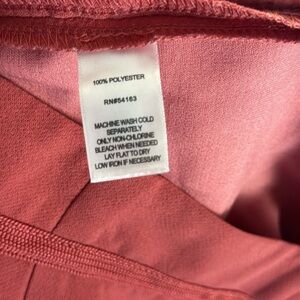 100% POLYESTER
RN#54163
MACHINE WASH COLD
SEPARATELY
ONLY NON-CHLORINE
BLEACH WHEN NEEDED
LAY FLAT TO DRY
LOW IRON IF NECESSARY